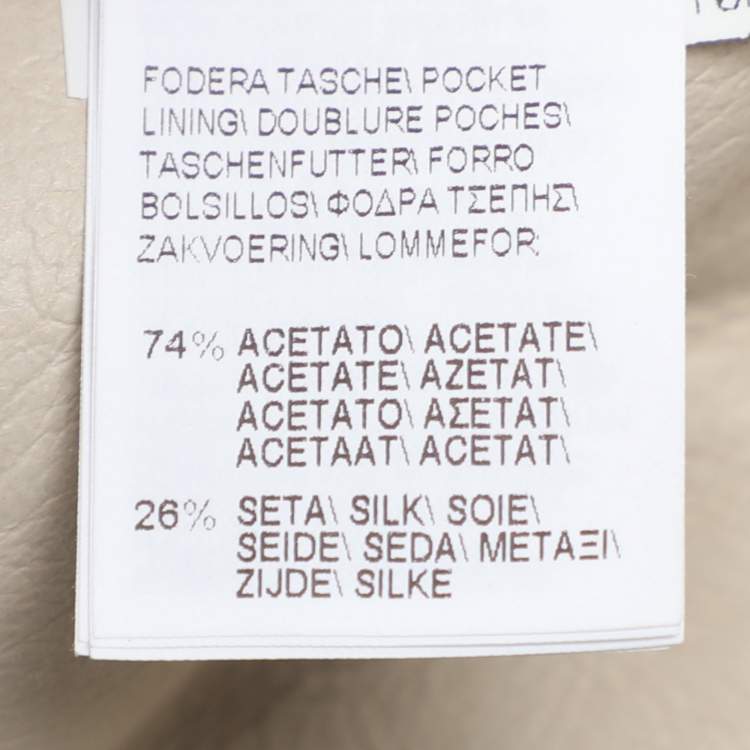 FODERA TASCHE\ POCKET
LINING\ DOUBLURE POCHES\
TASCHENFUTTER\ FORRO
BOLSILLOS\ ΦΟΔΡΑ ΤΣΕΠΗΣ\
ZAKVOERING\ LOMMEFOR:
74% ACETATO\ ACETATE\
ACETATE\ AZETAT\
ACETATO\ ΑΣΕΤΑΤ\
ACETAAT\ ACETAT\
26% SETA\ SILK\ SOIE\
SEIDE\ SEDA\ ΜΕΤΑΞΙ\
ZIJDE\ SILKE